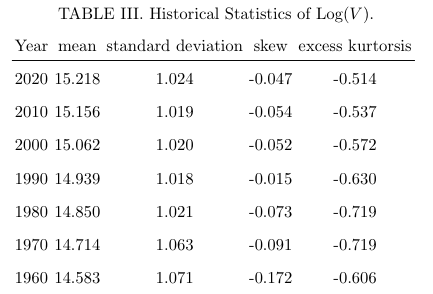 TABLE III. Historical Statistics of Log(V).
Year mean standard deviation skew excess kurtorsis
2020 15.218 1.024 -0.047 -0.514
2010 15.156 1.019 -0.054 -0.537
2000 15.062 1.020 -0.052 -0.572
1990 14.939 1.018 -0.015 -0.630
1980 14.850 1.021 -0.073 -0.719
1970 14.714 1.063 -0.091 -0.719
1960 14.583 1.071 -0.172 -0.606